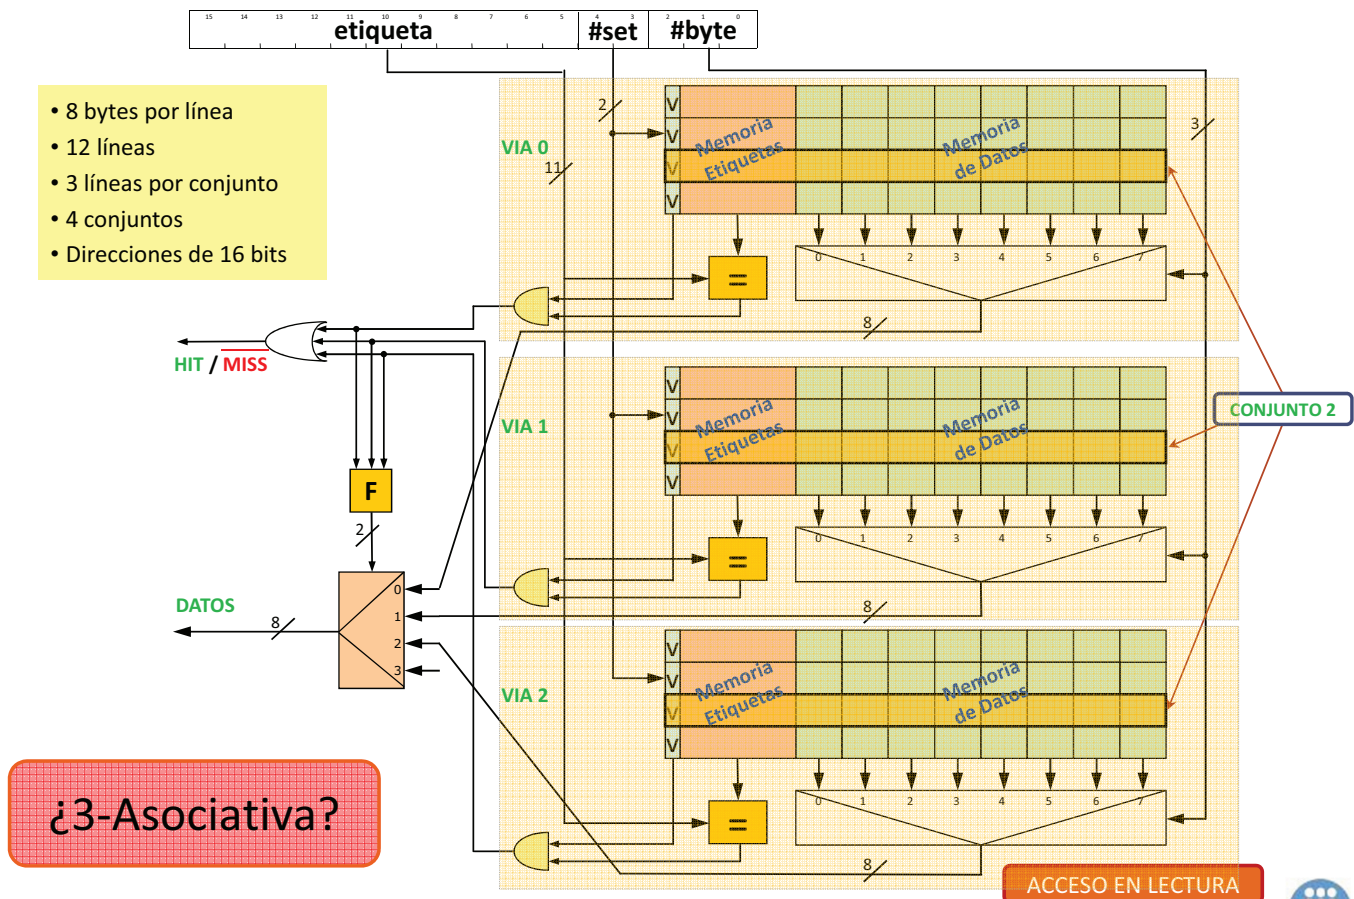 15 14 13 12 11 10 9 8 7 6 5 4 3 2 1 0
etiqueta #set #byte
• 8 bytes por línea
• 12 líneas
• 3 líneas por conjunto
• 4 conjuntos
• Direcciones de 16 bits
2
3
11
VIA 0
V
V
V
V
Memoria
Etiquetas
Memoria
de Datos
0 1 2 3 4 5 6 7
=
8
HIT / MISS
VIA 1
V
V
V
V
Memoria
Etiquetas
Memoria
de Datos
CONJUNTO 2
0 1 2 3 4 5 6 7
=
8
F
2
0
1
2
3
DATOS
8
VIA 2
V
V
V
V
Memoria
Etiquetas
Memoria
de Datos
0 1 2 3 4 5 6 7
=
8
¿3-Asociativa?
ACCESO EN LECTURA